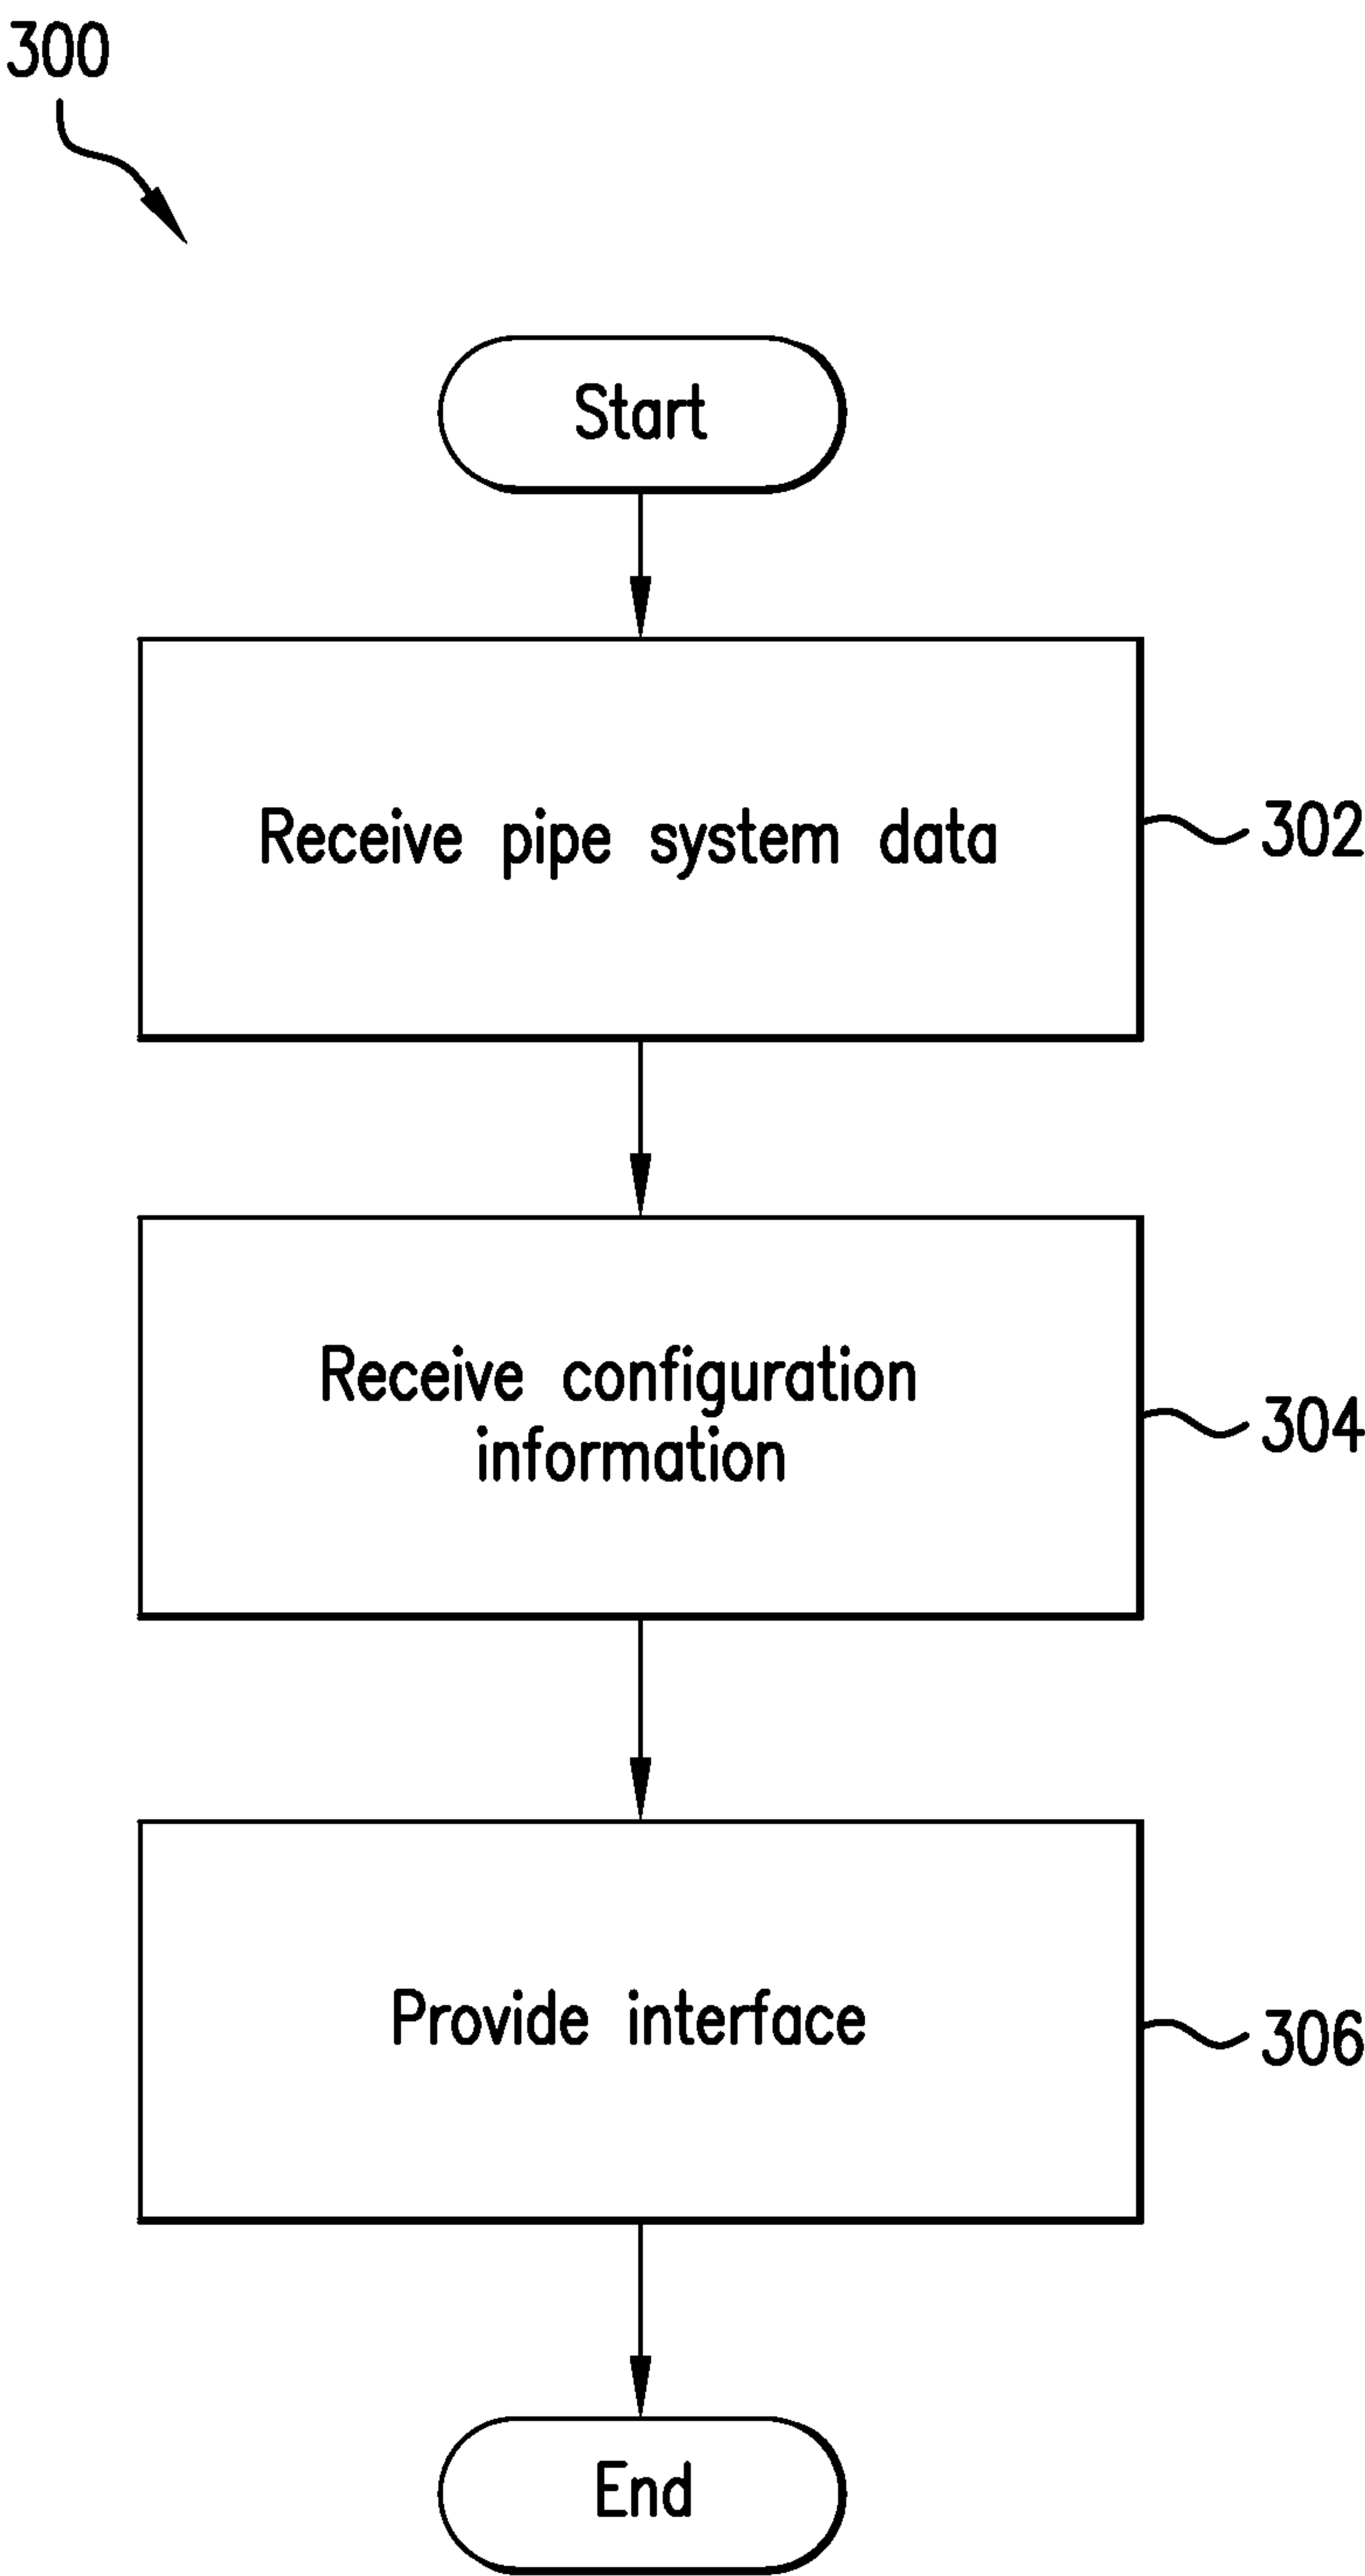 300
Start
Receive pipe system data
302
Receive configuration
information
304
Provide interface
306
End